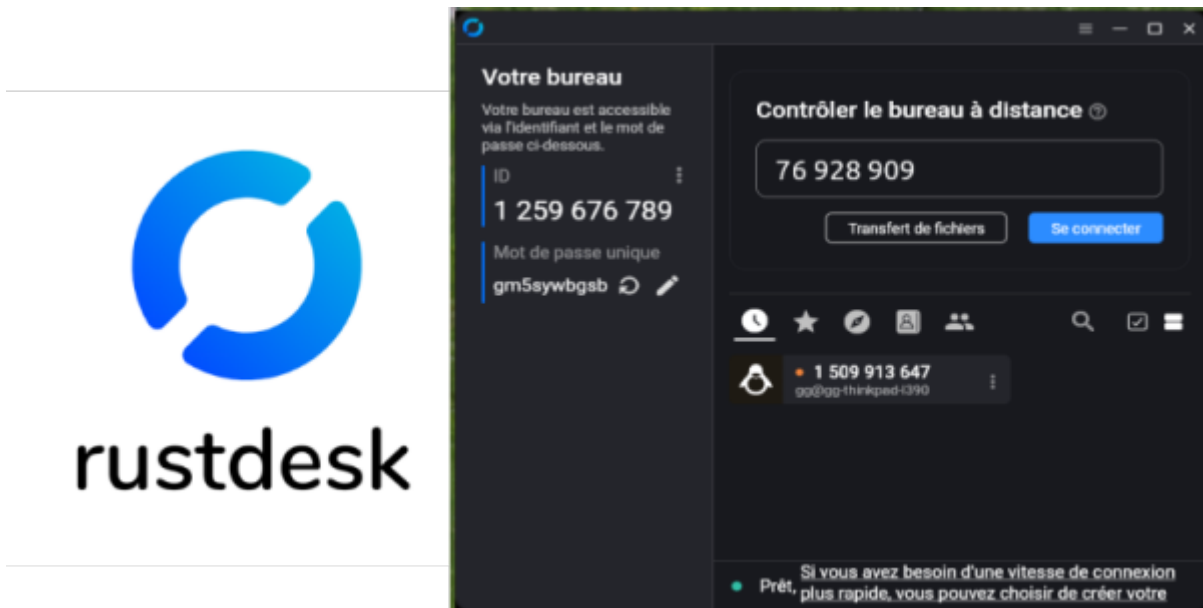 rustdesk
Votre bureau
Votre bureau est accessible
via l'identifiant et le mot de
passe ci-dessous.
ID
1 259 676 789
Mot de passe unique
gm5sywbgsb
Contrôler le bureau à distance
76 928 909
Transfert de fichiers
Se connecter
1 509 913 647
gg@gg-thinkpad-l390
Prêt, Si vous avez besoin d'une vitesse de connexion
plus rapide, vous pouvez choisir de créer votre